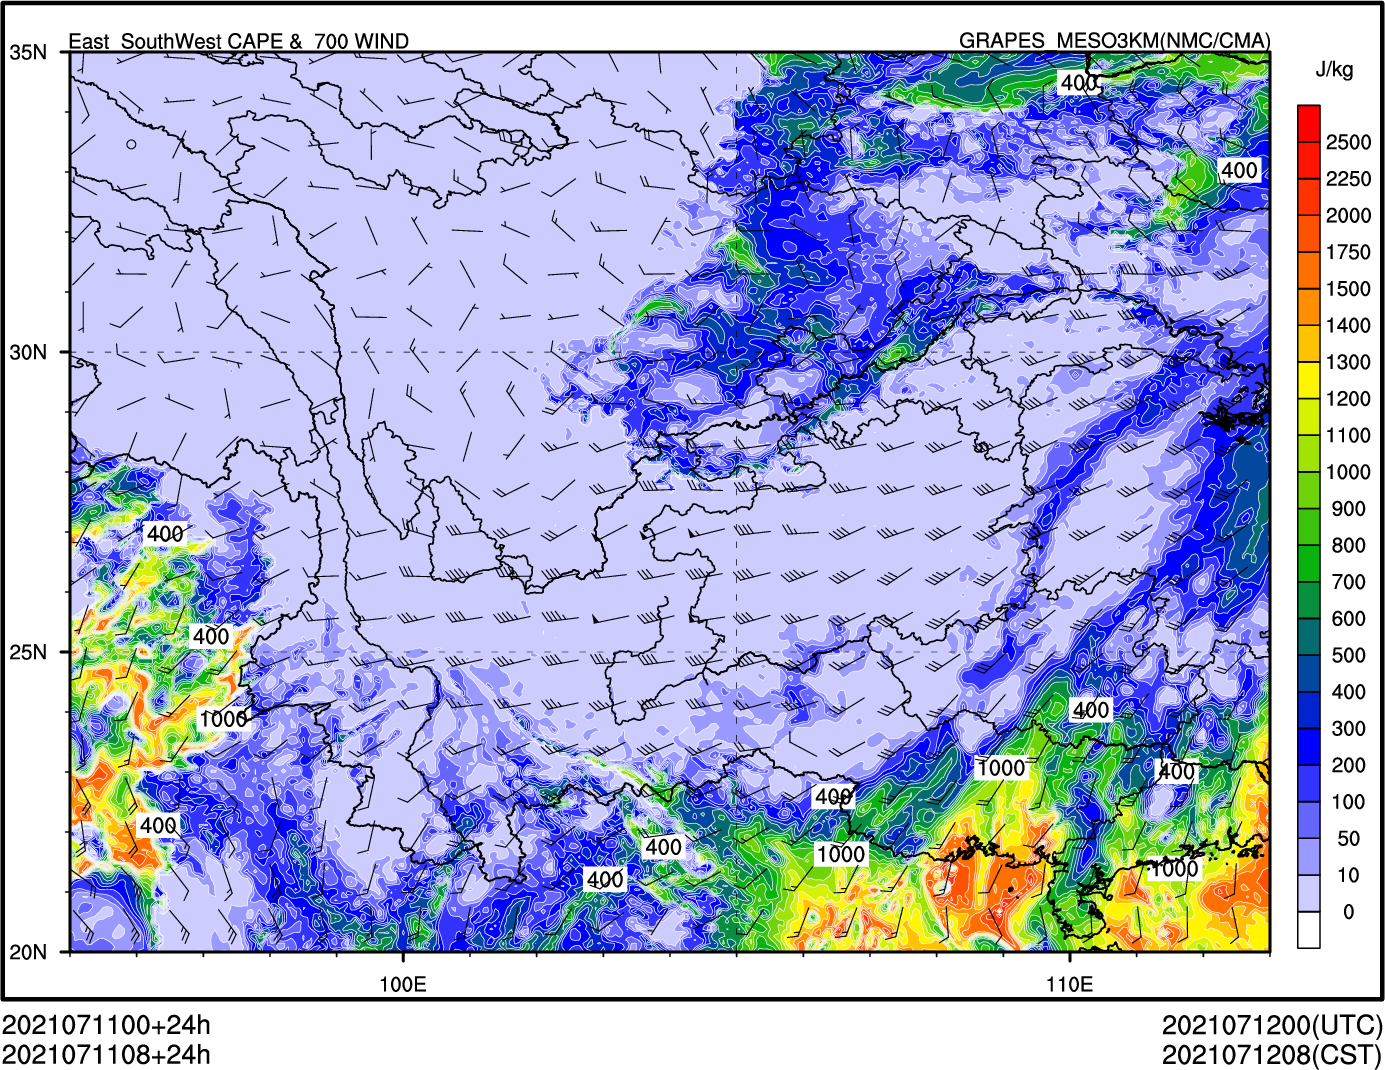 East  SouthWest CAPE &  700 WIND
GRAPES  MESO3KM(NMC/CMA)
35N
30N
25N
20N
100E
110E
J/kg
2500
2250
2000
1750
1500
1400
1300
1200
1100
1000
900
800
700
600
500
400
300
200
100
50
10
0
400
400
400
400
1000
400
1000
400
400
400
1000
400
400
1000
2021071100+24h
2021071108+24h
2021071200(UTC)
2021071208(CST)